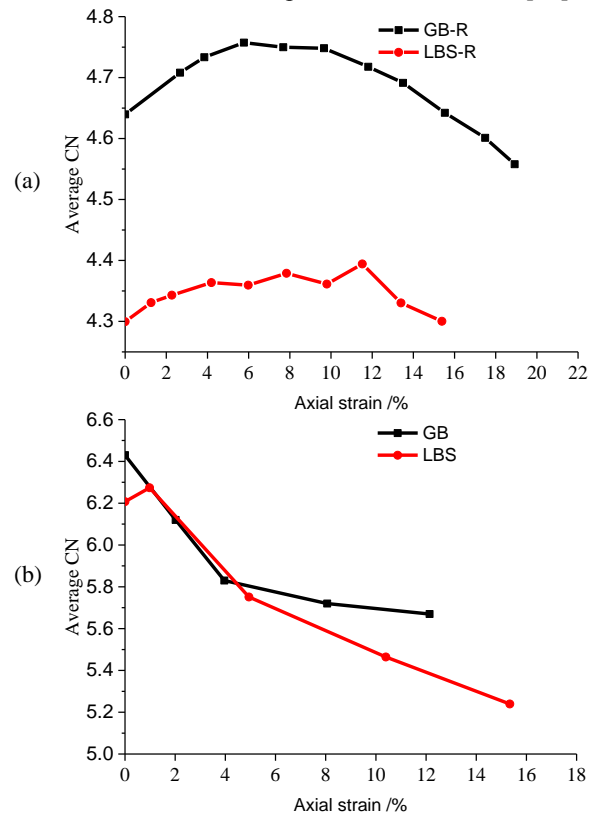 4.8
GB-R
LBS-R
4.7
4.6
(a)
Average CN
4.5
4.4
4.3
0 2 4 6 8 10 12 14 16 18 20 22
Axial strain /%
6.6
GB
LBS
6.4
6.2
6.0
(b)
Average CN
5.8
5.6
5.4
5.2
5.0
0 2 4 6 8 10 12 14 16 18
Axial strain /%